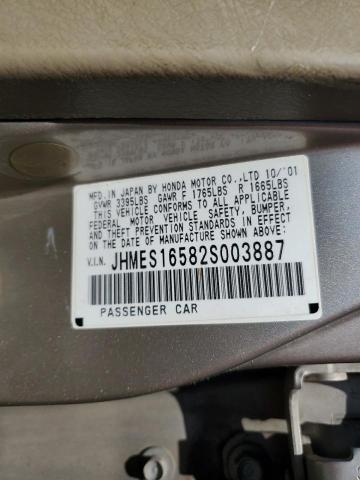 MFD. IN JAPAN BY HONDA MOTOR CO.,LTD 10/'01
GVWR 3395LBS GAWR F 1765LBS R 1665LBS
THIS VEHICLE CONFORMS TO ALL APPLICABLE
FEDERAL MOTOR VEHICLE SAFETY, BUMPER,
AND THEFT PREVENTION STANDARDS IN EFFECT
ON THE DATE OF MANUFACTURE SHOWN ABOVE.
V.I.N. JHMES16582S003887
PASSENGER CAR